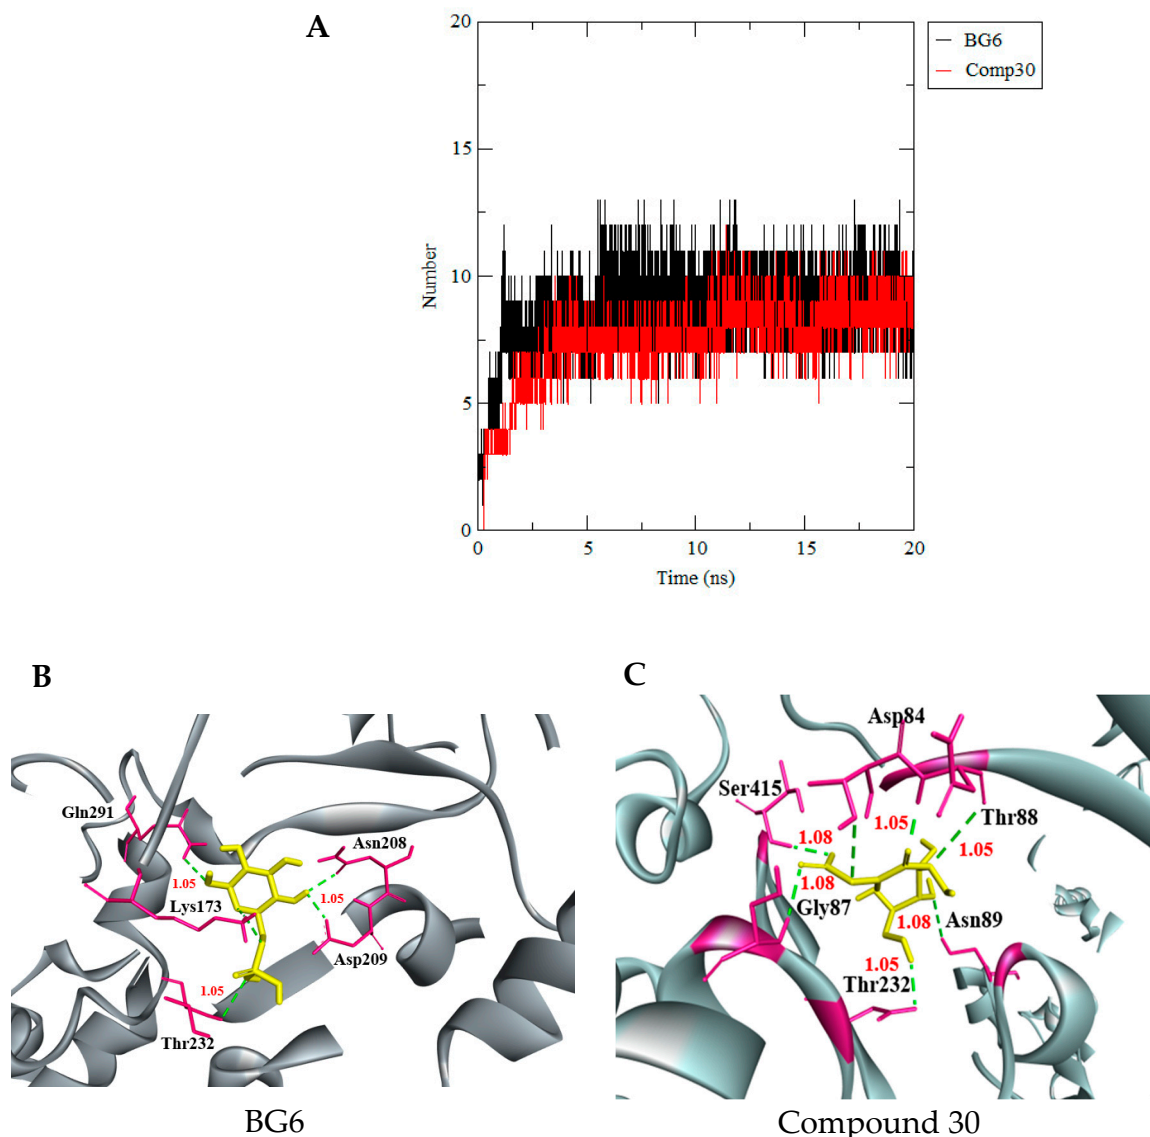 A
20
15
10
5
0
Number
0
5
10
15
20
Time (ns)
BG6
Comp30
B
Gln291
1.05
Lys173
Asn208
1.05
Asp209
1.05
Thr232
BG6
C
Asp84
Ser415
1.08
1.05
Thr88
1.05
1.08
Gly87
1.08
Asn89
1.05
Thr232
Compound 30